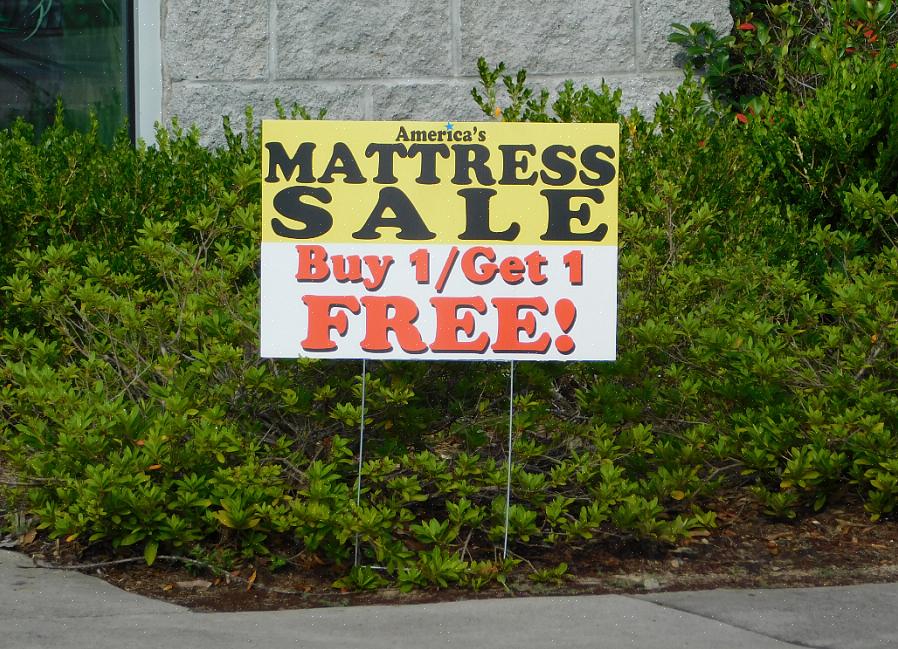 America's
MATTRESS
SALE
Buy 1/Get 1
FREE!